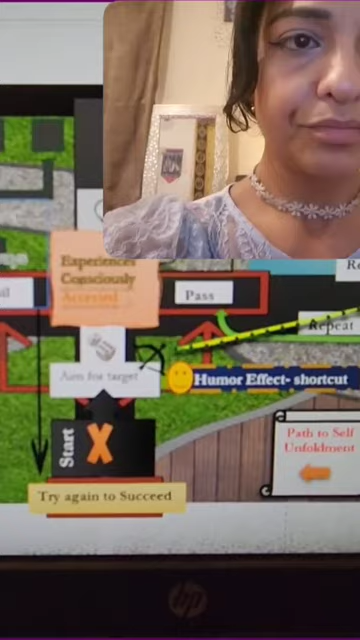 Experiences
Consciously
Accessed
Pass
Repeat
Aim for target
Humor Effect- shortcut
Start
X
Path to Self
Unfoldment
Try again to Succeed
hp